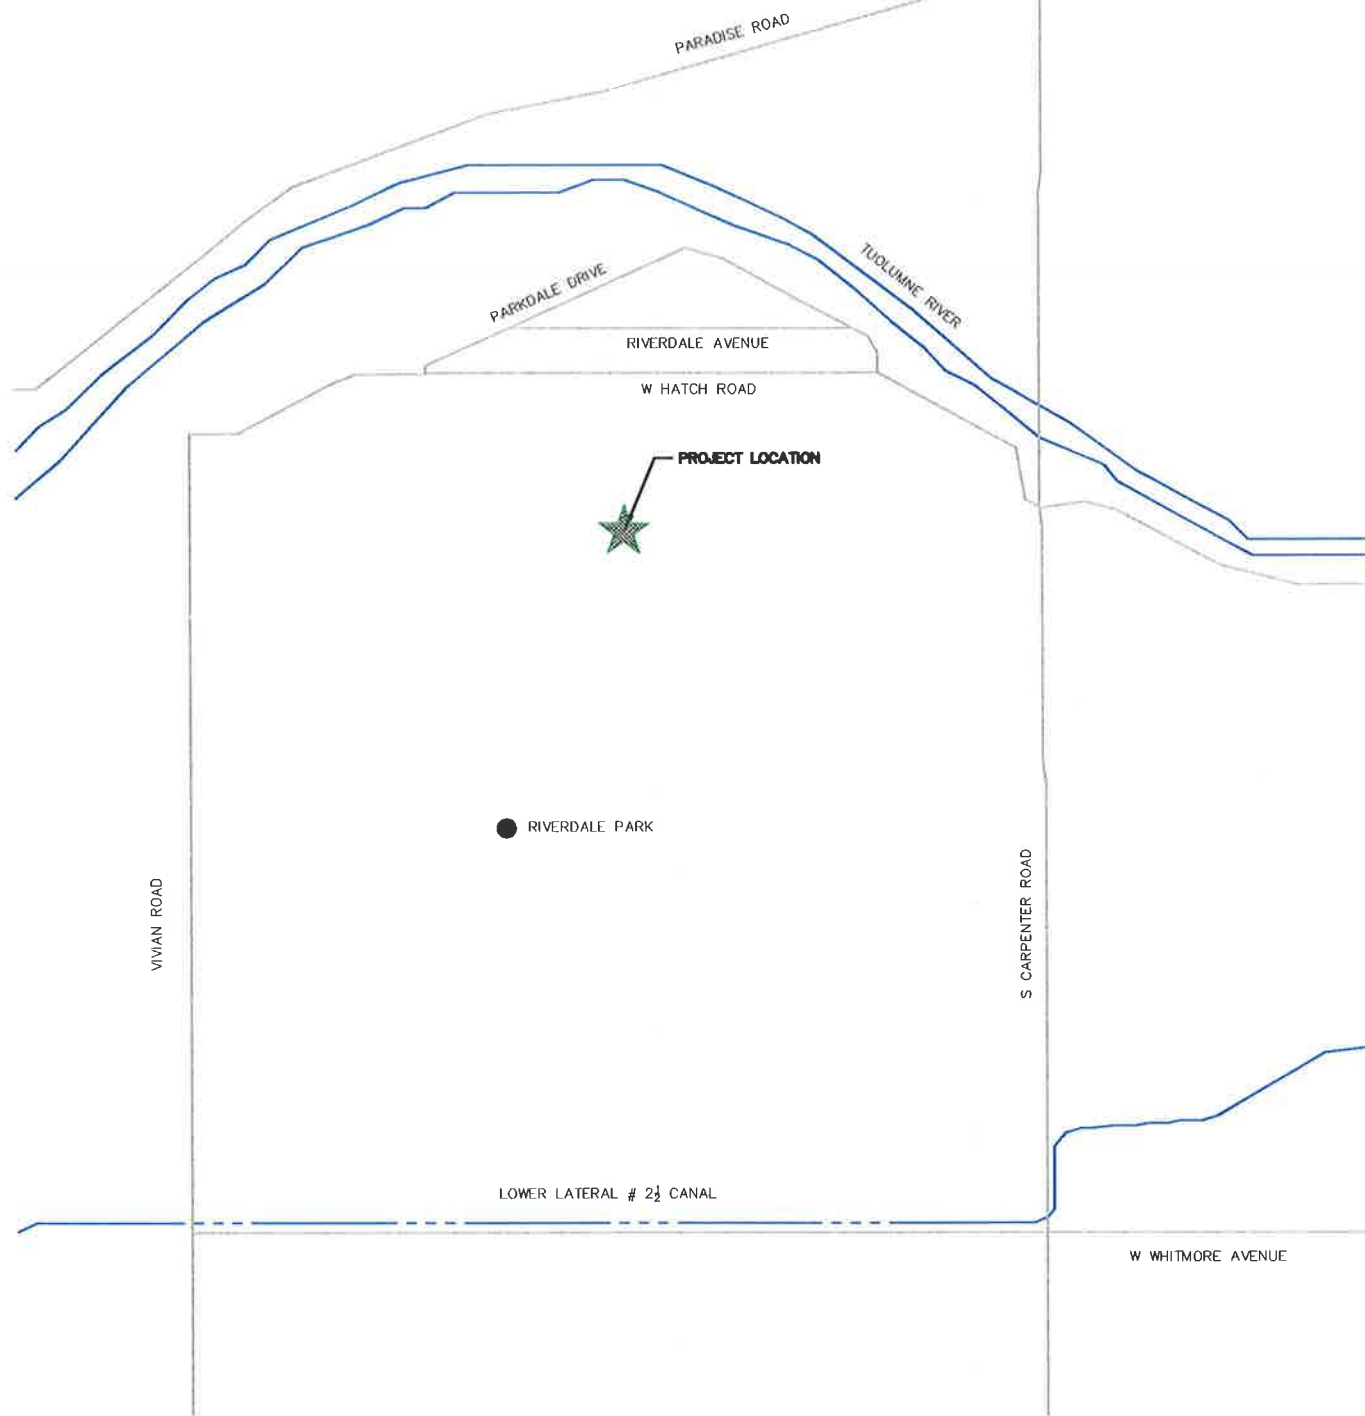 PARADISE ROAD
TUOLUMNE RIVER
PARKDALE DRIVE
RIVERDALE AVENUE
W HATCH ROAD
PROJECT LOCATION
RIVERDALE PARK
VIVIAN ROAD
S CARPENTER ROAD
LOWER LATERAL # 2½ CANAL
W WHITMORE AVENUE